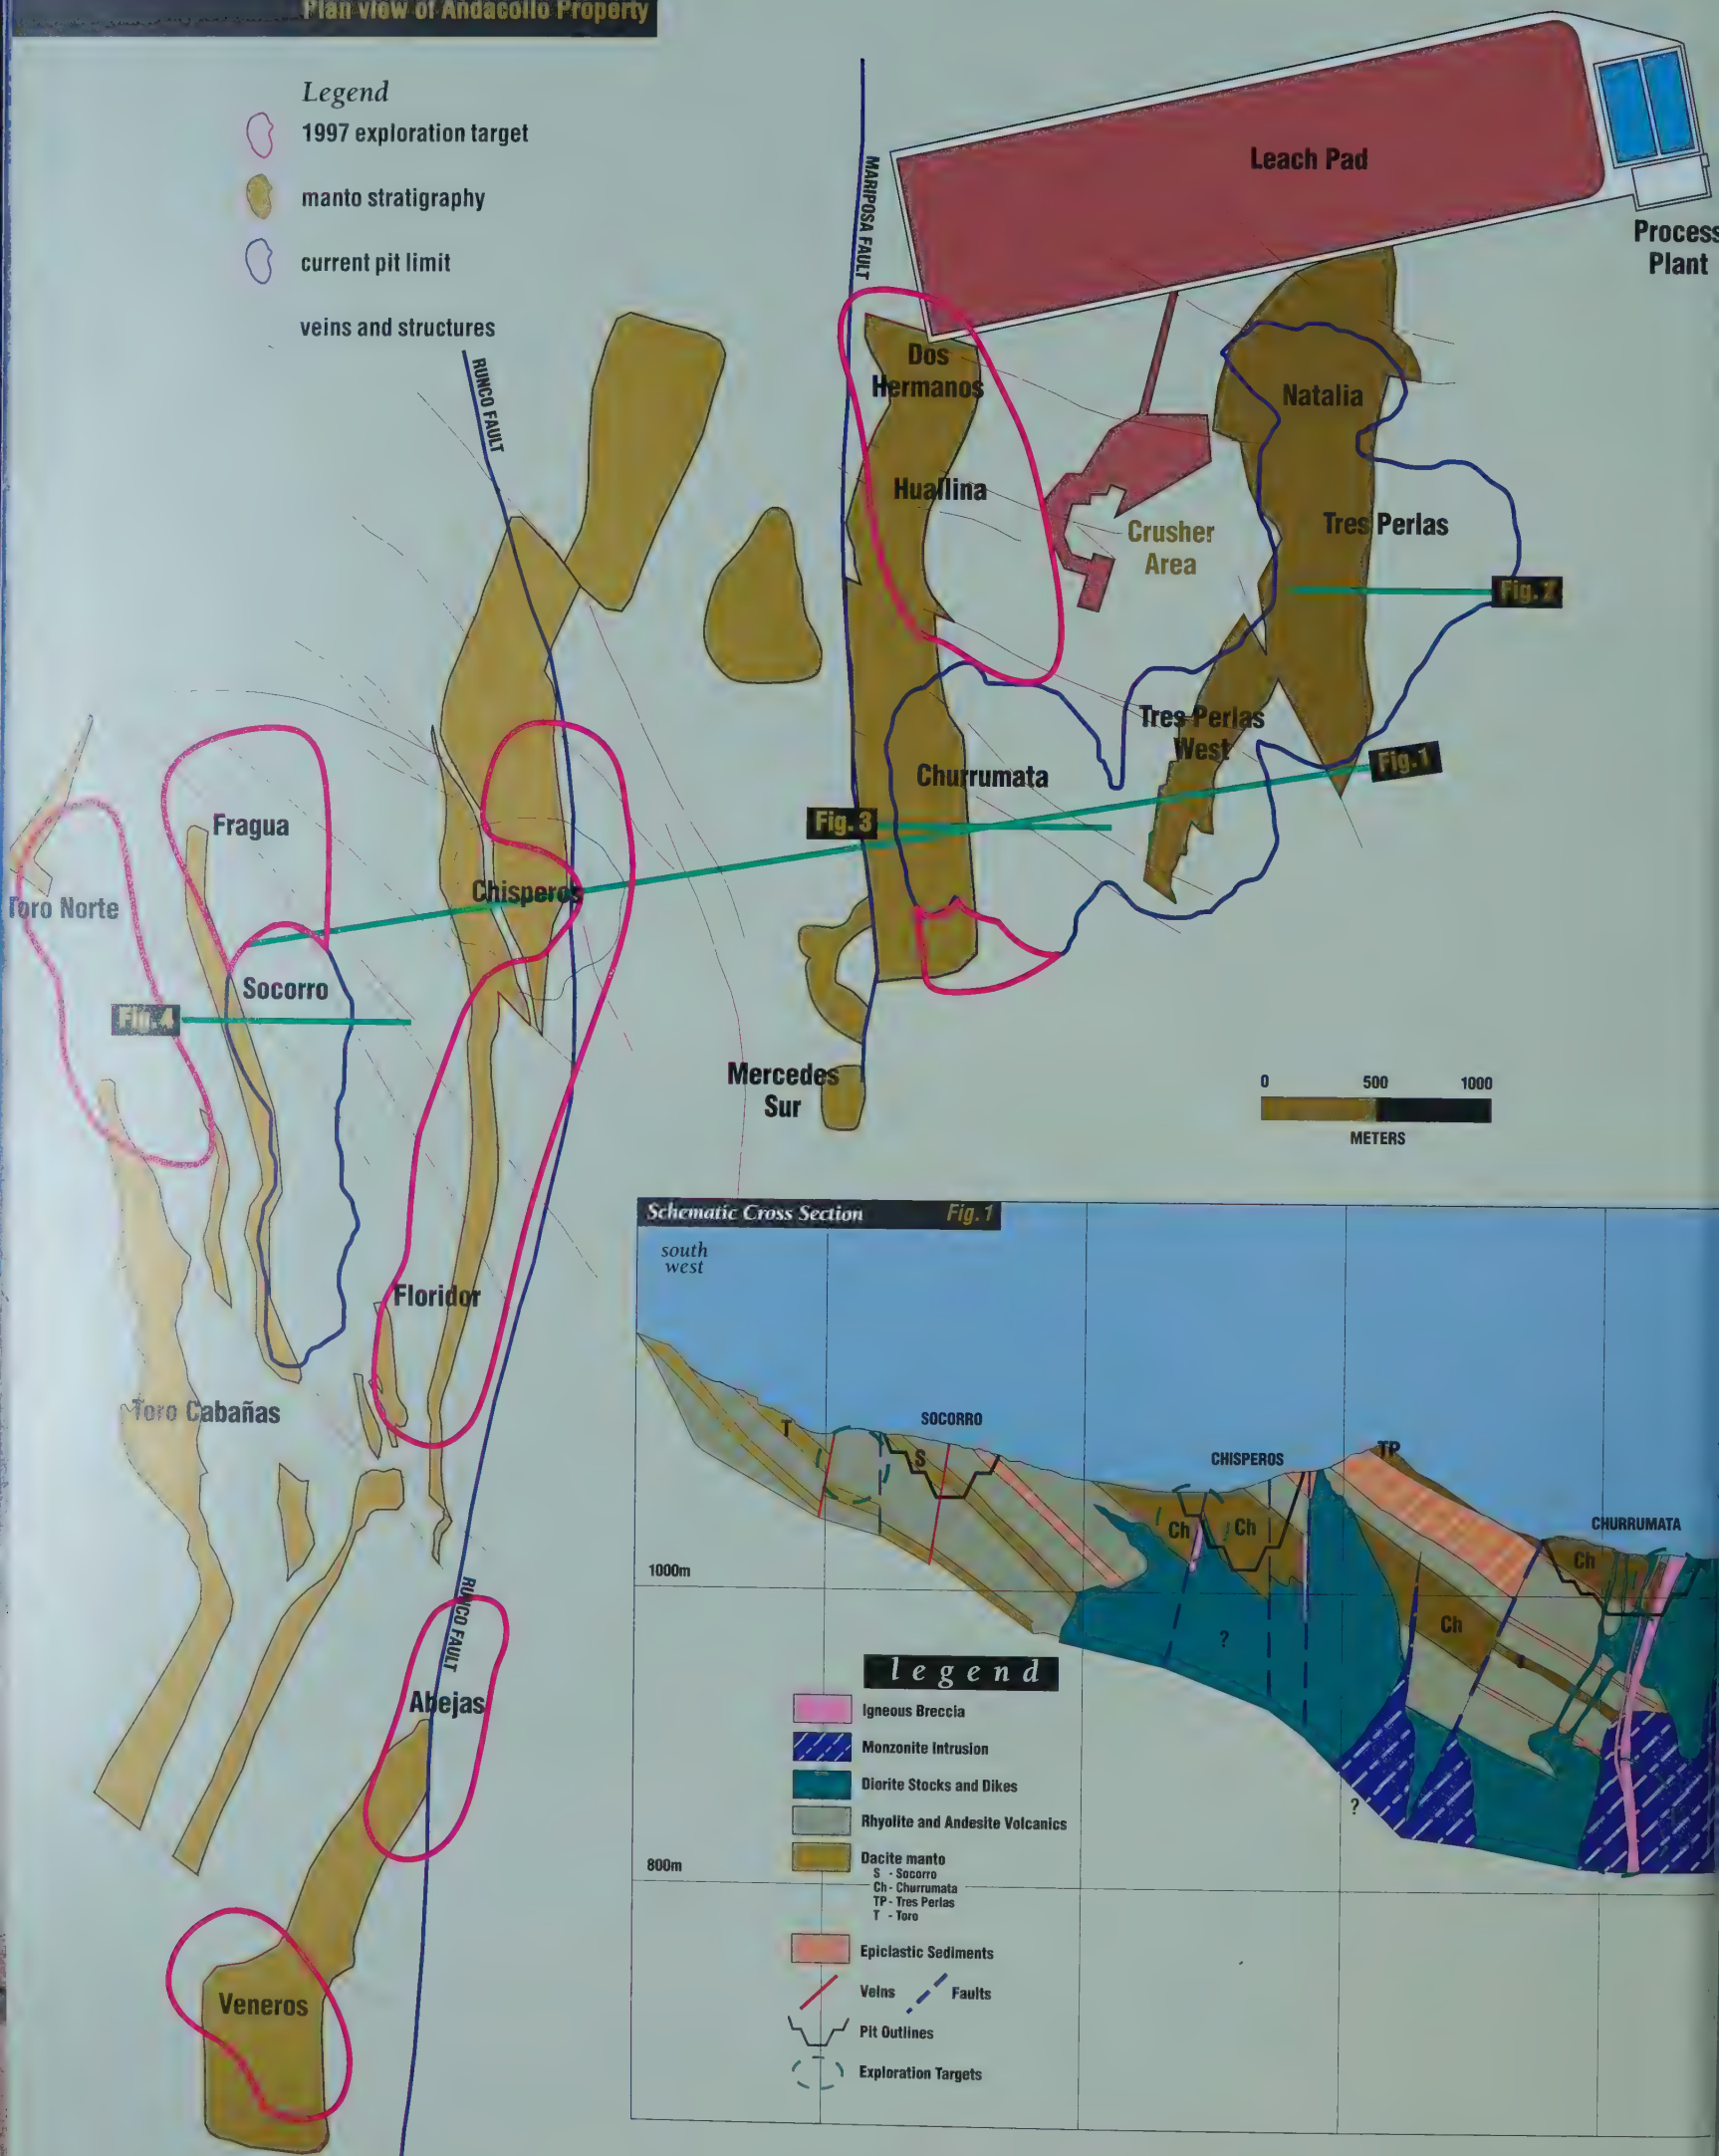 Plan view of Andacollo Property
Legend
1997 exploration target
manto stratigraphy
current pit limit
veins and structures
RUNCO FAULT
MARIPOSA FAULT
Leach Pad
Process
Plant
Dos
Hermanos
Natalia
Huallina
Crusher
Area
Tres Perlas
Fig. 2
Tres Perlas
West
Churrumata
Fig.1
Fig. 3
Fragua
Chisperos
Toro Norte
Socorro
Fig.4
Mercedes
Sur
0 500 1000
METERS
Floridor
Toro Cabañas
RUNCO FAULT
Abejas
Veneros
Schematic Cross Section Fig. 1
south
west
T
SOCORRO
S
CHISPEROS
TP
CHURRUMATA
Ch
Ch
Ch
Ch
1000m
?
?
800m
legend
Igneous Breccia
Monzonite Intrusion
Diorite Stocks and Dikes
Rhyolite and Andesite Volcanics
Dacite manto
S - Socorro
Ch - Churrumata
TP - Tres Perlas
T - Toro
Epiclastic Sediments
Veins Faults
Pit Outlines
Exploration Targets